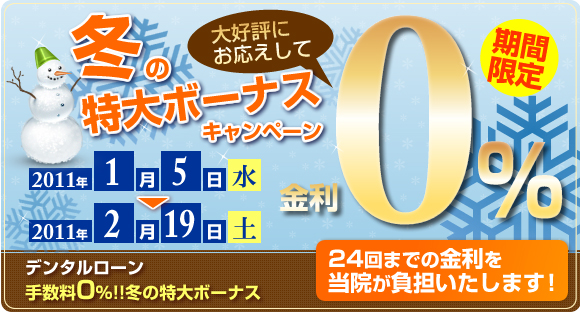 大好評に
お応えして
冬の
特大ボーナス
キャンペーン
期間
限定
金利0%
2011年1月5日水
2011年2月19日土
デンタルローン
手数料0%!!冬の特大ボーナス
24回までの金利を
当院が負担いたします!